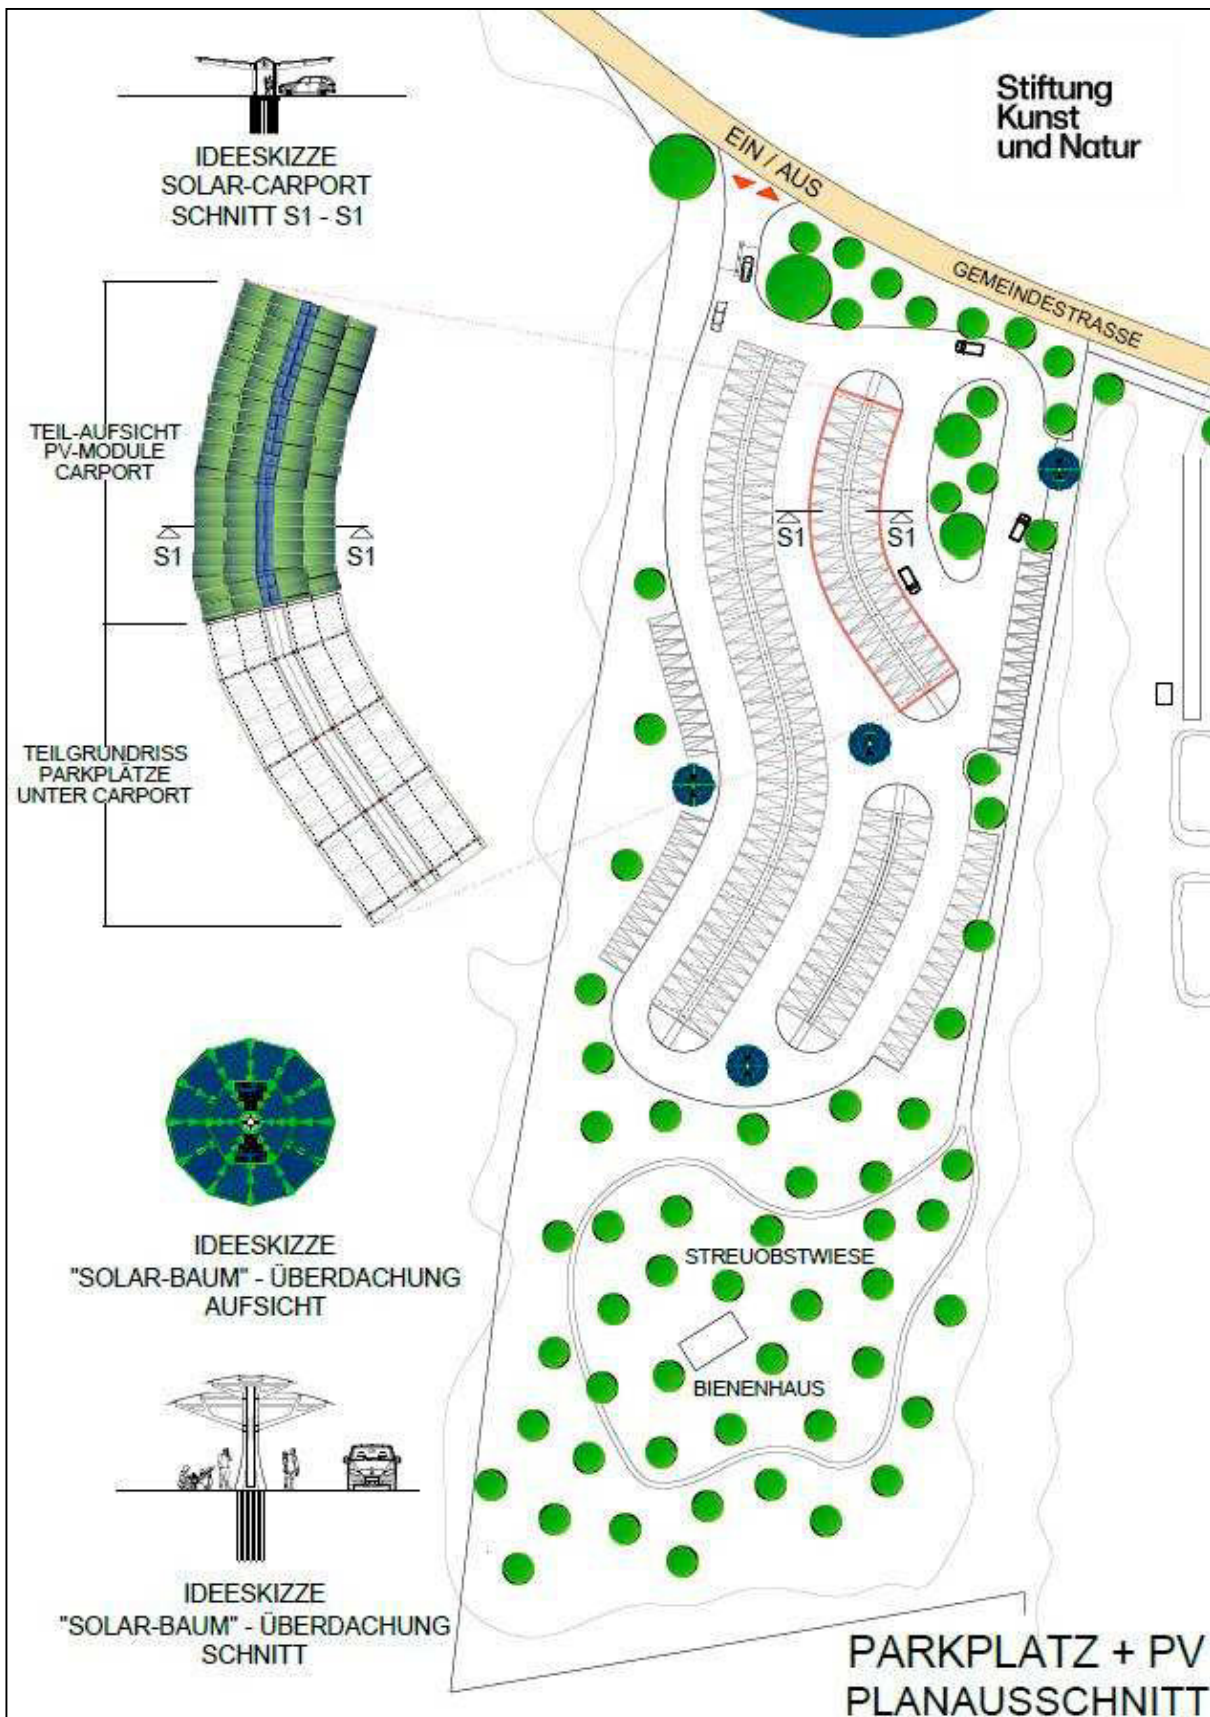 Stiftung
Kunst
und Natur
IDEESKIZZE
SOLAR-CARPORT
SCHNITT S1 - S1
EIN / AUS
GEMEINDESTRASSE
TEIL-AUFSICHT
PV-MODULE
CARPORT
S1
S1
S1
S1
TEILGRUNDRISS
PARKPLÄTZE
UNTER CARPORT
IDEESKIZZE
"SOLAR-BAUM" - ÜBERDACHUNG
AUFSICHT
STREUOBSTWIESE
BIENENHAUS
IDEESKIZZE
"SOLAR-BAUM" - ÜBERDACHUNG
SCHNITT
PARKPLATZ + PV
PLANAUSSCHNITT